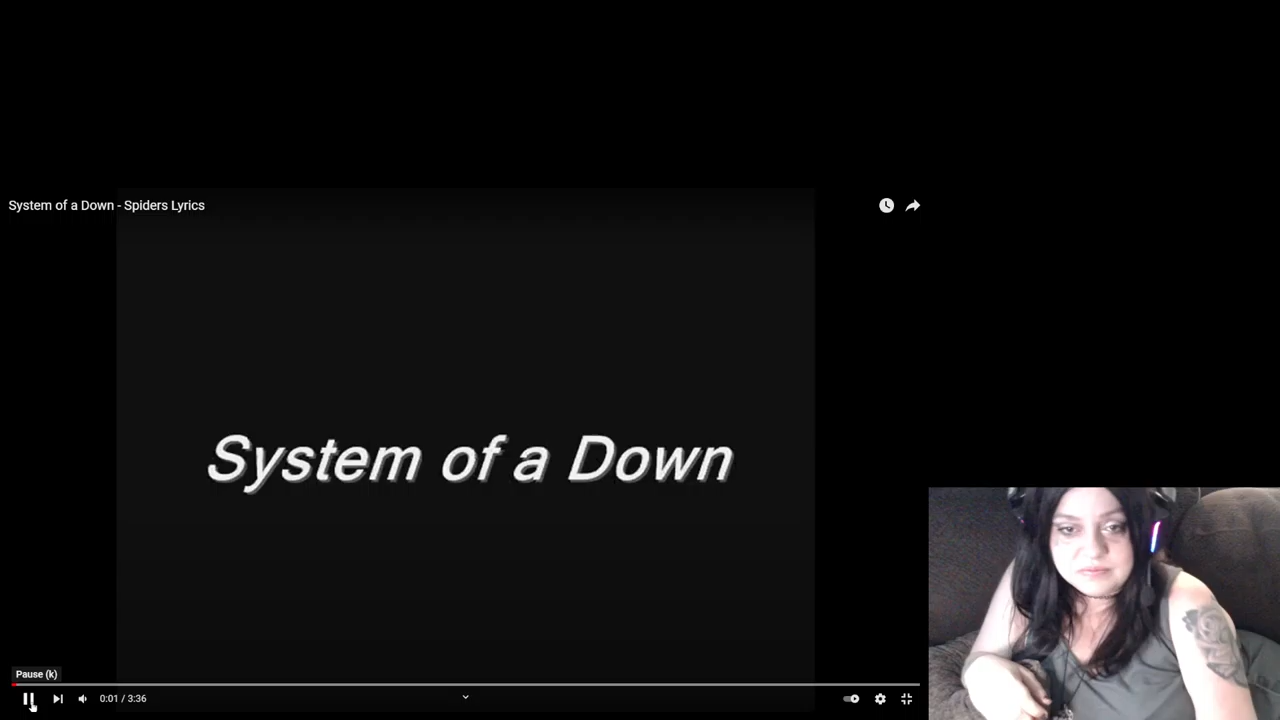 System of a Down - Spiders Lyrics
System of a Down
Pause (k)
0:01 / 3:36